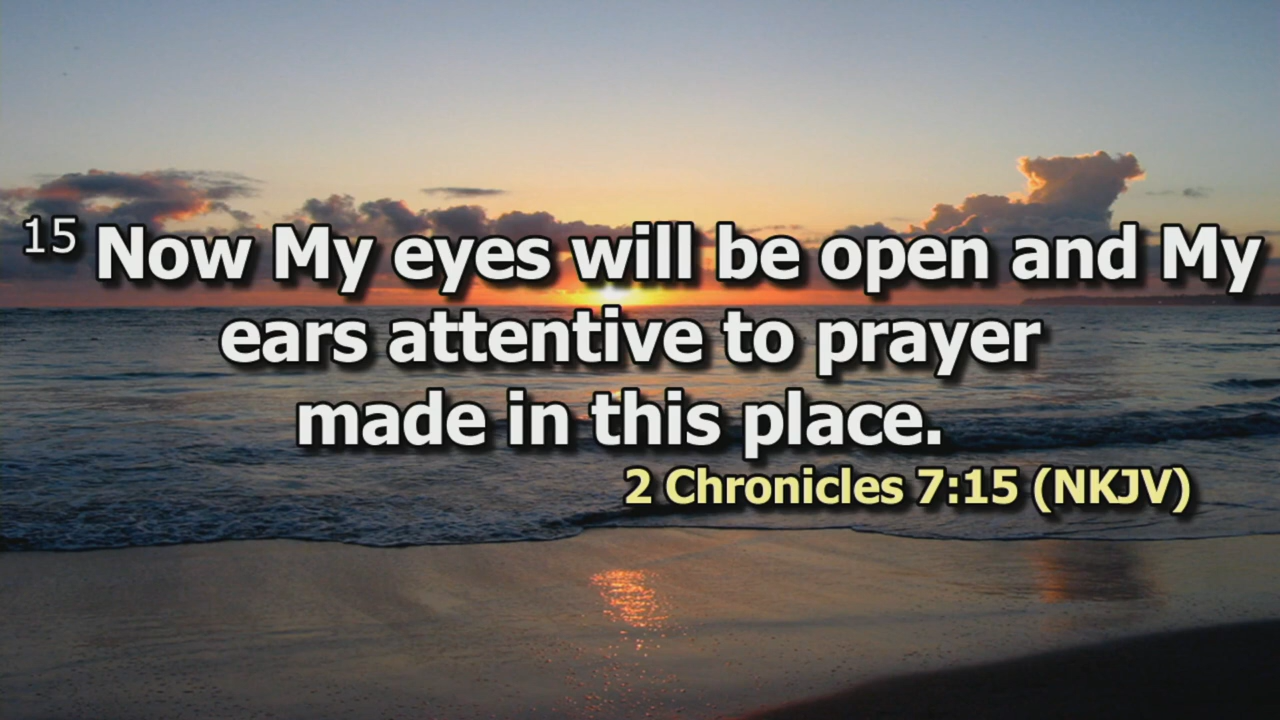 15 Now My eyes will be open and My
ears attentive to prayer
made in this place.
2 Chronicles 7:15 (NKJV)